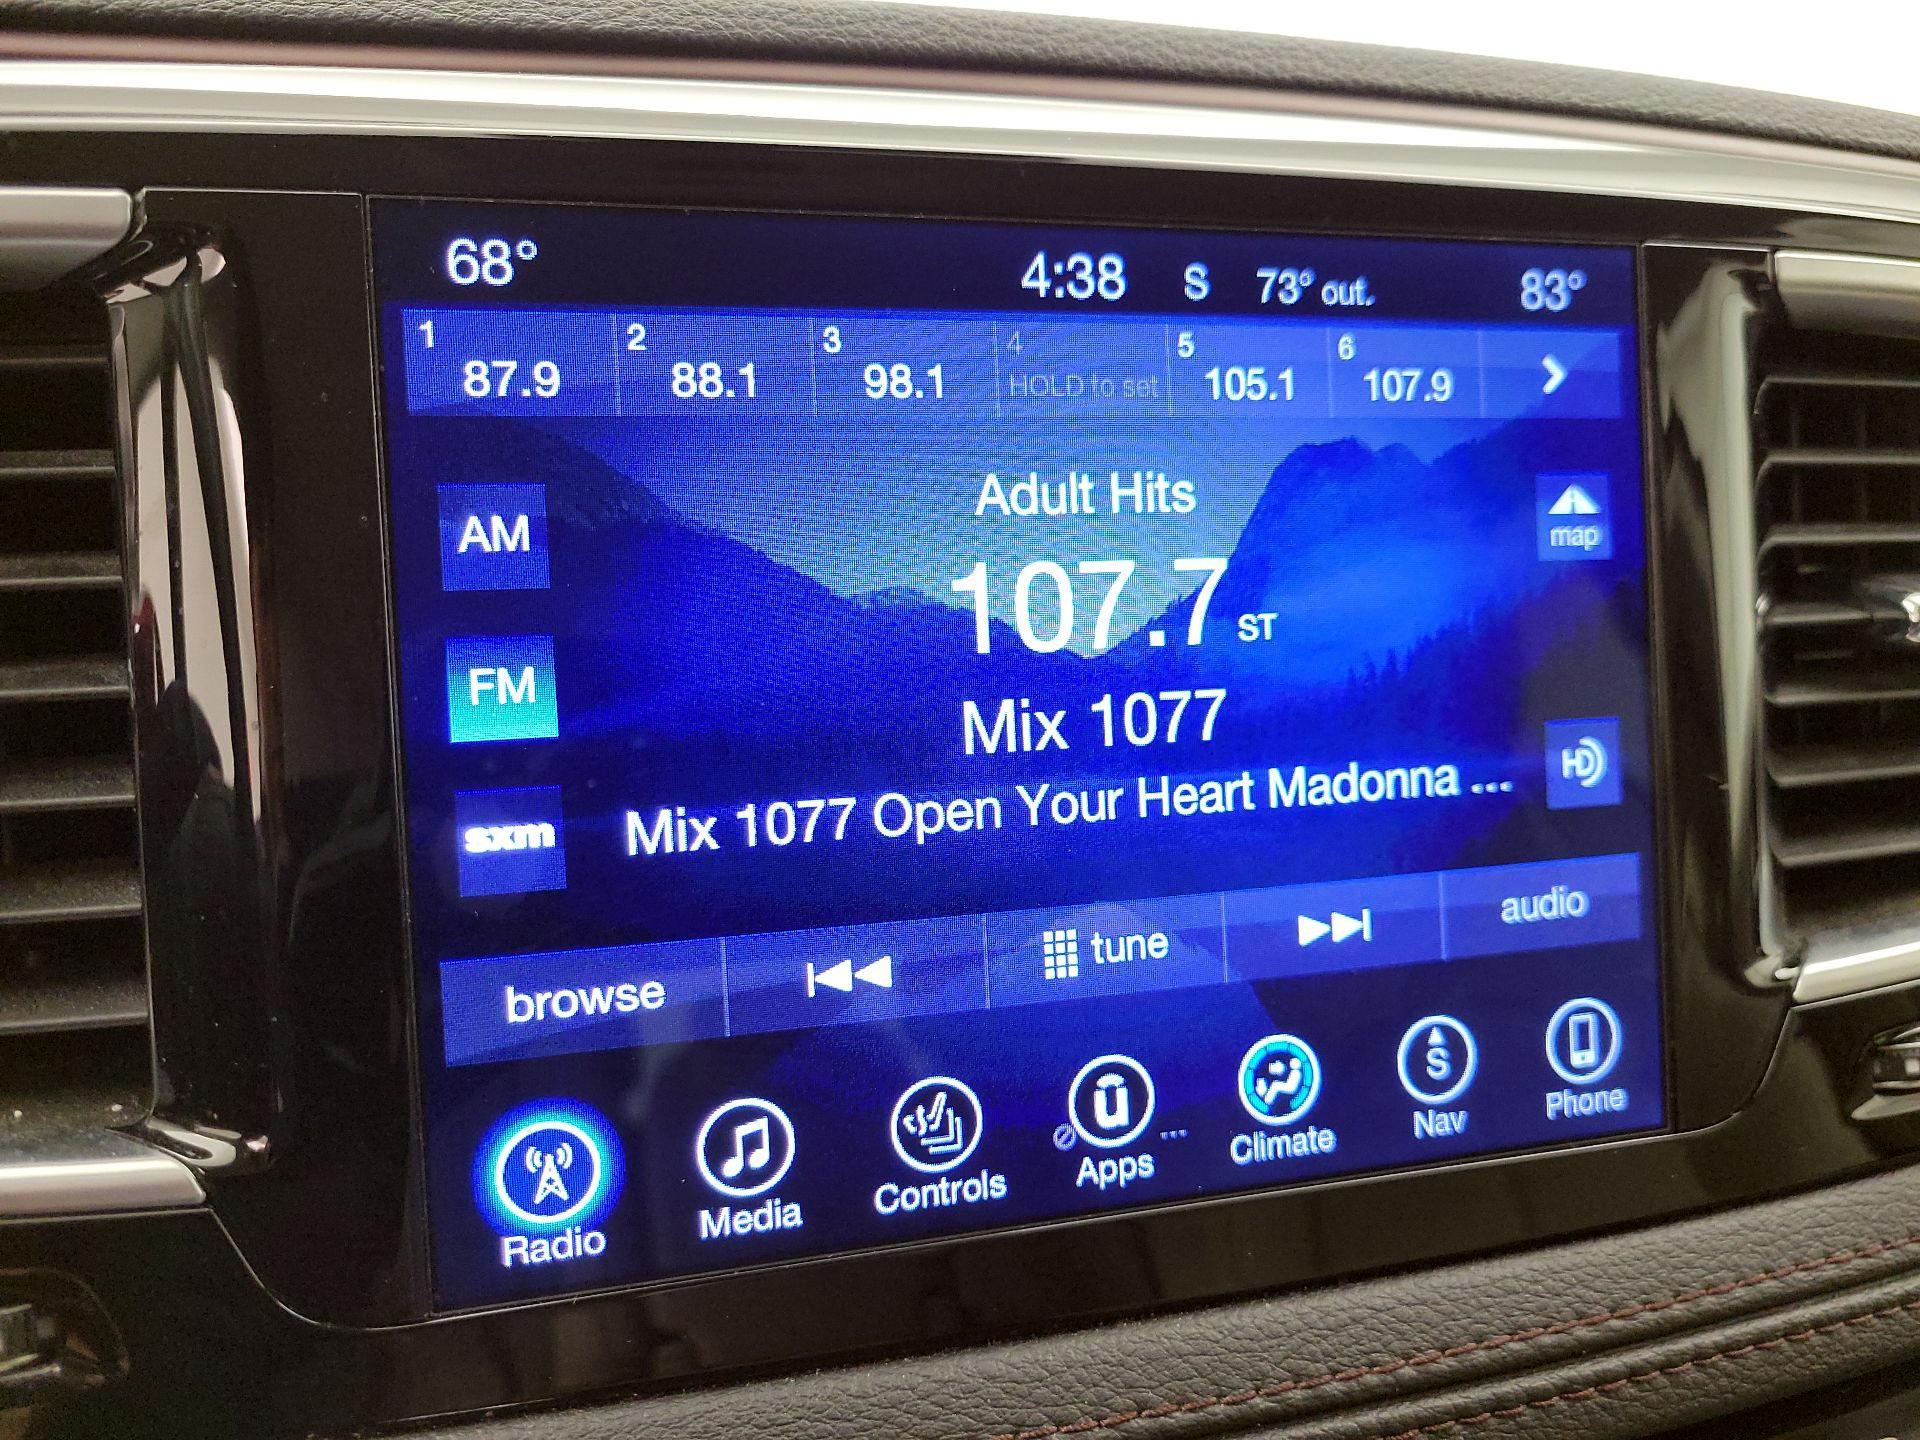 68° 4:38 S 73° out. 83°
1 2 3 4 5 6
87.9 88.1 98.1 HOLD to set 105.1 107.9
Adult Hits
AM
map
107.7 ST
FM
Mix 1077
HD
Mix 1077 Open Your Heart Madonna ...
sxm
browse tune audio
S
Radio Media Controls Apps ... Climate Nav Phone